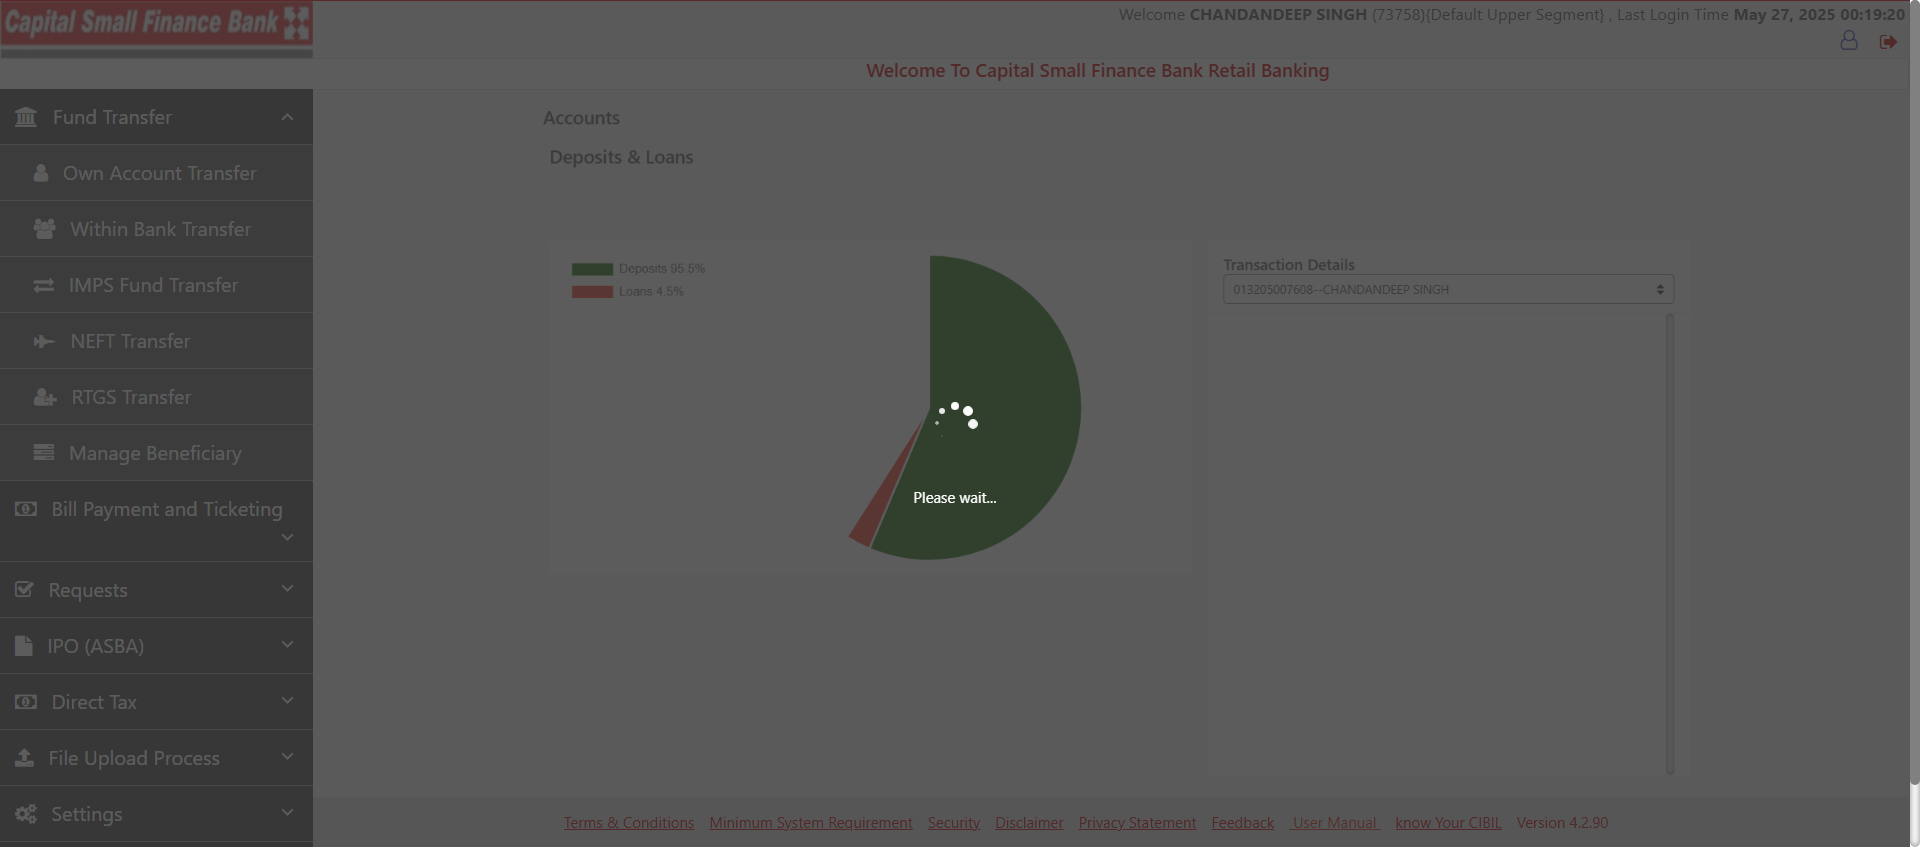 Capital Small Finance Bank
Welcome CHANDANDEEP SINGH (73758){Default Upper Segment} , Last Login Time May 27, 2025 00:19:20
Welcome To Capital Small Finance Bank Retail Banking
Fund Transfer
Own Account Transfer
Within Bank Transfer
IMPS Fund Transfer
NEFT Transfer
RTGS Transfer
Manage Beneficiary
Bill Payment and Ticketing
Requests
IPO (ASBA)
Direct Tax
File Upload Process
Settings
Accounts
Deposits & Loans
Deposits 95.5%
Loans 4.5%
Please wait...
Transaction Details
013205007608--CHANDANDEEP SINGH
Terms & Conditions Minimum System Requirement Security Disclaimer Privacy Statement Feedback User Manual know Your CIBIL Version 4.2.90